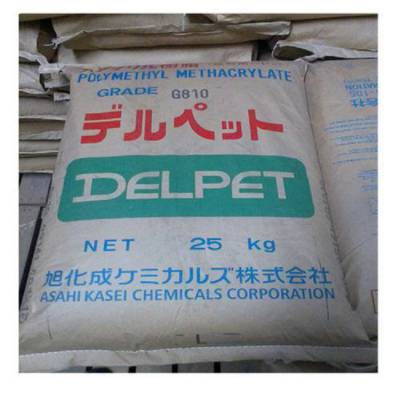 POLYMETHYL METHACRYLATE
GRADE G810
デルペット
DELPET
NET 25 kg
旭化成ケミカルズ株式会社
ASAHI KASEI CHEMICALS CORPORATION